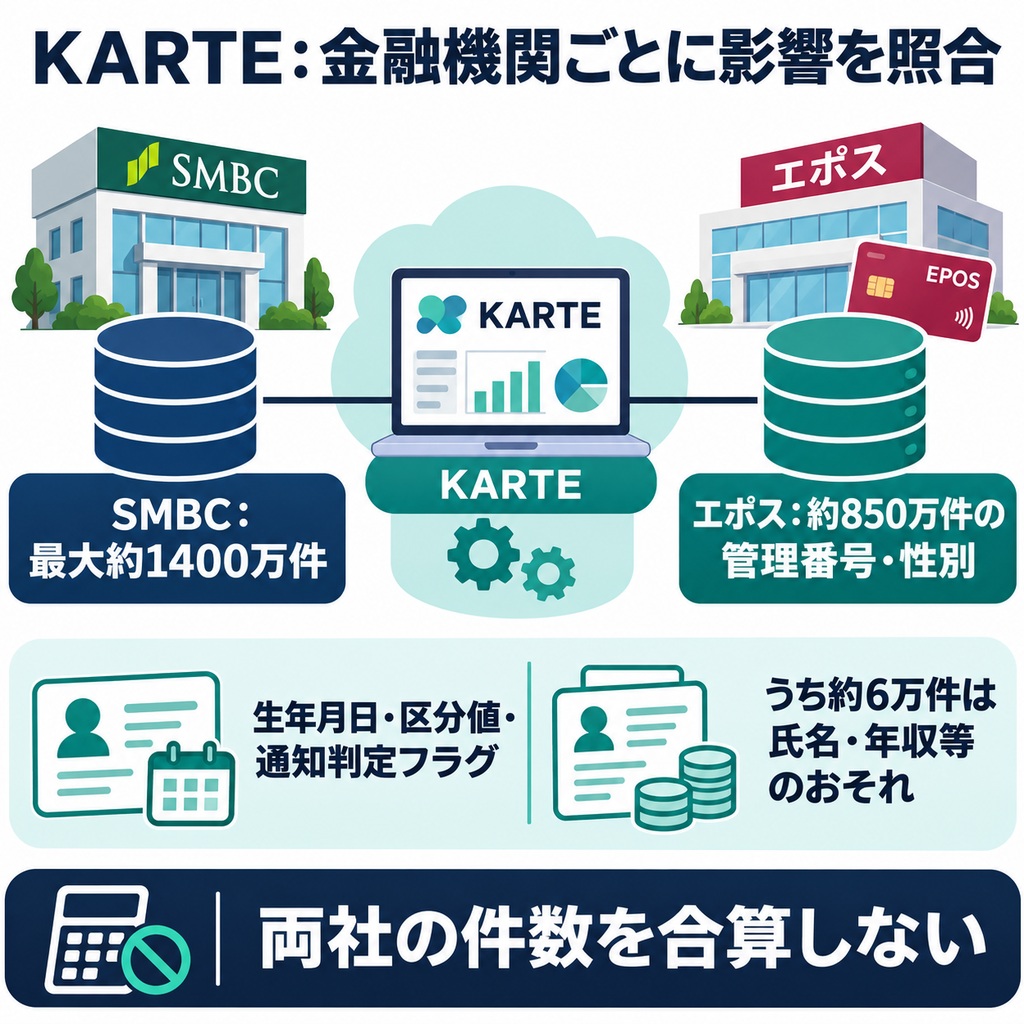 KARTE：金融機関ごとに影響を照合
SMBC
エポス
EPOS
KARTE
KARTE
SMBC：
最大約1400万件
エポス：約850万件の
管理番号・性別
生年月日・区分値・
通知判定フラグ
うち約6万件は
氏名・年収等
のおそれ
両社の件数を合算しない